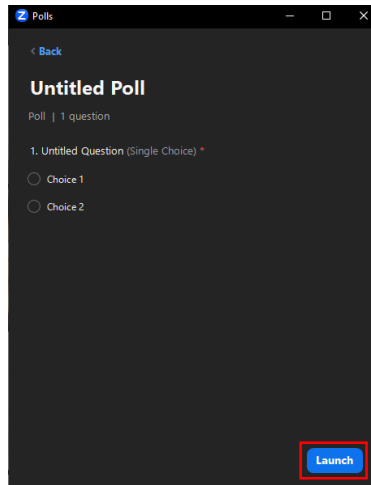 Z Polls
< Back
Untitled Poll
Poll | 1 question
1. Untitled Question (Single Choice) *
Choice 1
Choice 2
Launch